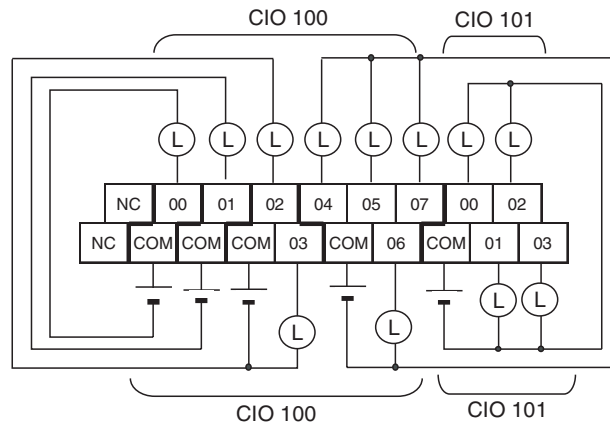 CIO 100 CIO 101
L L L L L L L L
NC 00 01 02 04 05 07 00 02
NC COM COM COM 03 COM 06 COM 01 03
L L L L
CIO 100 CIO 101